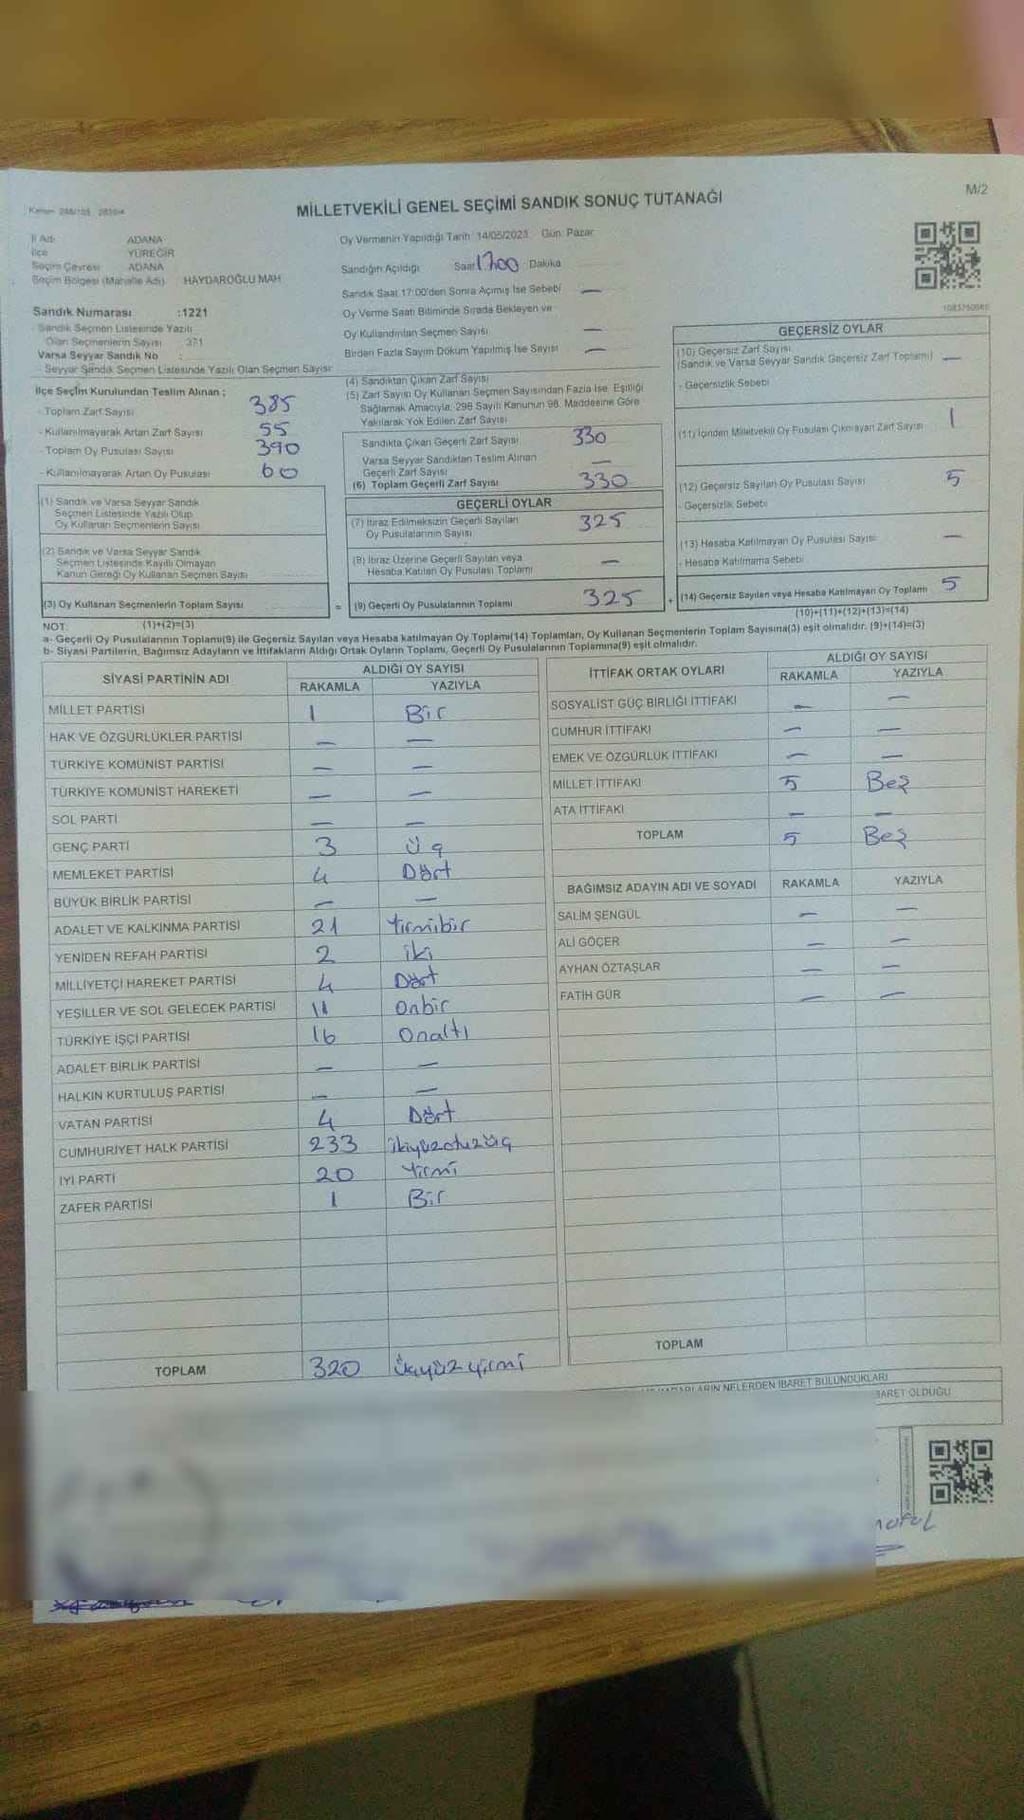 MİLLETVEKİLİ GENEL SEÇİMİ SANDIK SONUÇ TUTANAĞI
M/2
İl Adı ADANA
İlçe YÜREĞİR
Seçim Çevresi ADANA
Seçim Bölgesi (Mahalle Adı) HAYDAROĞLU MAH
Sandık Numarası :1221
Sandık Seçmen Listesinde Yazılı
Olan Seçmenlerin Sayısı 371
Varsa Seyyar Sandık No :
Seyyar Sandık Seçmen Listesinde Yazılı Olan Seçmen Sayısı
İlçe Seçim Kurulundan Teslim Alınan ;
- Toplam Zarf Sayısı 385
- Kullanılmayarak Artan Zarf Sayısı 55
- Toplam Oy Pusulası Sayısı 390
- Kullanılmayarak Artan Oy Pusulası 60
(1) Sandık ve Varsa Seyyar Sandık
Seçmen Listesinde Yazılı Olup
Oy Kullanan Seçmenlerin Sayısı
(2) Sandık ve Varsa Seyyar Sandık
Seçmen Listesinde Kayıtlı Olmayan
Kanun Gereği Oy Kullanan Seçmen Sayısı
(3) Oy Kullanan Seçmenlerin Toplam Sayısı
Oy Vermenin Yapıldığı Tarih 14/05/2023 Gün: Pazar
Sandığın Açıldığı Saat 1700 Dakika
Sandık Saat 17:00'den Sonra Açılmış İse Sebebi —
Oy Verme Saati Bitiminde Sırada Bekleyen ve
Oy Kullandırılan Seçmen Sayısı —
Birden Fazla Sayım Döküm Yapılmış İse Sayısı —
(4) Sandıktan Çıkan Zarf Sayısı
(5) Zarf Sayısı Oy Kullanan Seçmen Sayısından Fazla İse, Eşitliği
Sağlamak Amacıyla, 298 Sayılı Kanunun 98. Maddesine Göre
Yakılarak Yok Edilen Zarf Sayısı
Sandıkta Çıkan Geçerli Zarf Sayısı 330
Varsa Seyyar Sandıktan Teslim Alınan
Geçerli Zarf Sayısı —
(6) Toplam Geçerli Zarf Sayısı 330
GEÇERLİ OYLAR
(7) İtiraz Edilmeksizin Geçerli Sayılan
Oy Pusulalarının Sayısı 325
(8) İtiraz Üzerine Geçerli Sayılan veya
Hesaba Katılan Oy Pusulası Toplamı —
= (9) Geçerli Oy Pusulalarının Toplamı 325
GEÇERSİZ OYLAR
(10) Geçersiz Zarf Sayısı
(Sandık ve Varsa Seyyar Sandık Geçersiz Zarf Toplamı) —
- Geçersizlik Sebebi
(11) İçinden Milletvekili Oy Pusulası Çıkmayan Zarf Sayısı 1
(12) Geçersiz Sayılan Oy Pusulası Sayısı 5
- Geçersizlik Sebebi
(13) Hesaba Katılmayan Oy Pusulası Sayısı —
- Hesaba Katılmama Sebebi
+ (14) Geçersiz Sayılan veya Hesaba Katılmayan Oy Toplamı 5
NOT: (1)+(2)=(3) (10)+(11)+(12)+(13)=(14)
a- Geçerli Oy Pusulalarının Toplamı(9) ile Geçersiz Sayılan veya Hesaba katılmayan Oy Toplamı(14) Toplamları, Oy Kullanan Seçmenlerin Toplam Sayısına(3) eşit olmalıdır. (9)+(14)=(3)
b- Siyasi Partilerin, Bağımsız Adayların ve İttifakların Aldığı Ortak Oyların Toplamı, Geçerli Oy Pusulalarının Toplamına(9) eşit olmalıdır.
SİYASİ PARTİNİN ADI ALDIĞI OY SAYISI
RAKAMLA YAZIYLA
MİLLET PARTİSİ 1 Bir
HAK VE ÖZGÜRLÜKLER PARTİSİ — —
TÜRKİYE KOMÜNİST PARTİSİ — —
TÜRKİYE KOMÜNİST HAREKETİ — —
SOL PARTİ — —
GENÇ PARTİ 3 Üç
MEMLEKET PARTİSİ 4 Dört
BÜYÜK BİRLİK PARTİSİ — —
ADALET VE KALKINMA PARTİSİ 21 Yirmibir
YENİDEN REFAH PARTİSİ 2 iki
MİLLİYETÇİ HAREKET PARTİSİ 4 Dört
YEŞİLLER VE SOL GELECEK PARTİSİ 11 Onbir
TÜRKİYE İŞÇİ PARTİSİ 16 Onaltı
ADALET BİRLİK PARTİSİ — —
HALKIN KURTULUŞ PARTİSİ — —
VATAN PARTİSİ 4 Dört
CUMHURİYET HALK PARTİSİ 233 ikiyüzotuzüç
İYİ PARTİ 20 Yirmi
ZAFER PARTİSİ 1 Bir
TOPLAM 320 Üçyüzyirmi
İTTİFAK ORTAK OYLARI ALDIĞI OY SAYISI
RAKAMLA YAZIYLA
SOSYALİST GÜÇ BİRLİĞİ İTTİFAKI — —
CUMHUR İTTİFAKI — —
EMEK VE ÖZGÜRLÜK İTTİFAKI — —
MİLLET İTTİFAKI 5 Beş
ATA İTTİFAKI — —
TOPLAM 5 Beş
BAĞIMSIZ ADAYIN ADI VE SOYADI RAKAMLA YAZIYLA
SALİM ŞENGÜL — —
ALİ GÖÇER — —
AYHAN ÖZTAŞLAR — —
FATİH GÜR — —
TOPLAM
NELERDEN İBARET BULUNDUKLARI
İBARET OLDUĞU